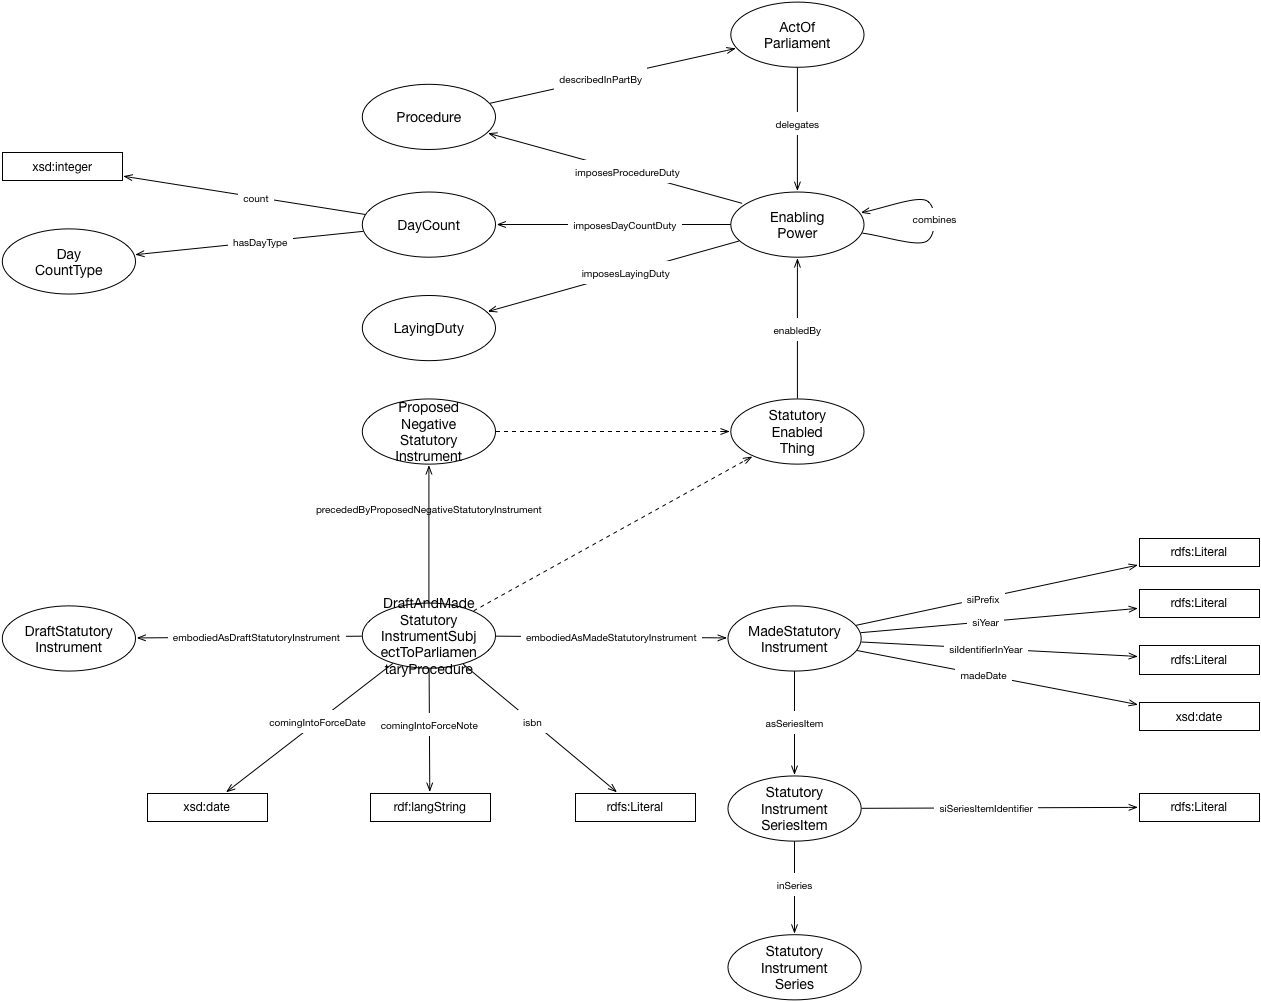 ActOf
Parliament
describedInPartBy
Procedure
delegates
xsd:integer
imposesProcedureDuty
count
Enabling
Power
combines
DayCount
imposesDayCountDuty
hasDayType
Day
CountType
imposesLayingDuty
LayingDuty
enabledBy
Proposed
Negative
Statutory
Instrument
Statutory
Enabled
Thing
precededByProposedNegativeStatutoryInstrument
rdfs:Literal
siPrefix
rdfs:Literal
siYear
DraftStatutory
Instrument
embodiedAsDraftStatutoryInstrument
DraftAndMade
Statutory
InstrumentSubj
ectToParliamen
taryProcedure
embodiedAsMadeStatutoryInstrument
MadeStatutory
Instrument
siIdentifierInYear
rdfs:Literal
madeDate
xsd:date
comingIntoForceDate
comingIntoForceNote
isbn
asSeriesItem
xsd:date
rdf:langString
rdfs:Literal
Statutory
Instrument
SeriesItem
siSeriesItemIdentifier
rdfs:Literal
inSeries
Statutory
Instrument
Series